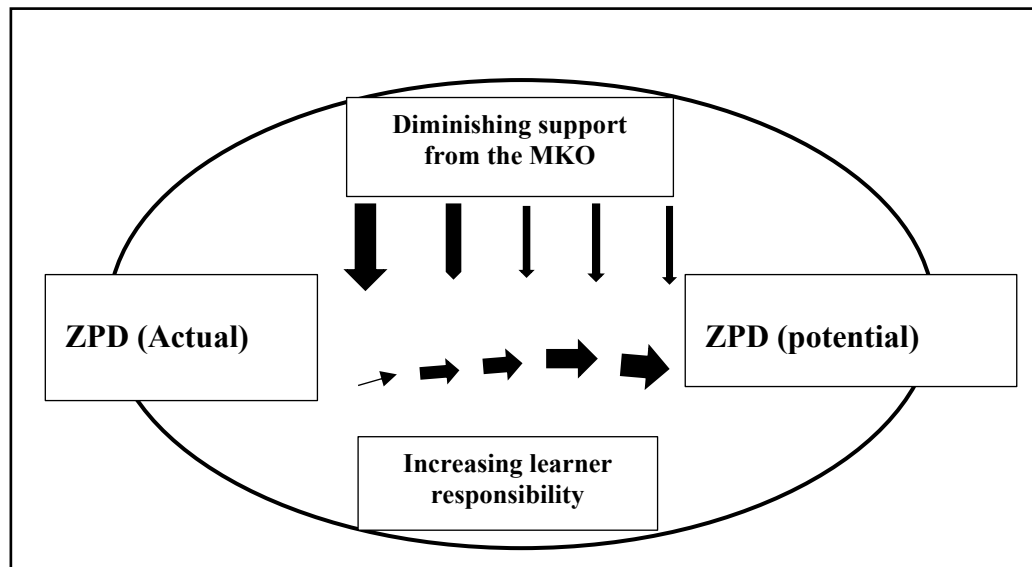 Diminishing support
from the MKO
ZPD (Actual)
ZPD (potential)
Increasing learner
responsibility